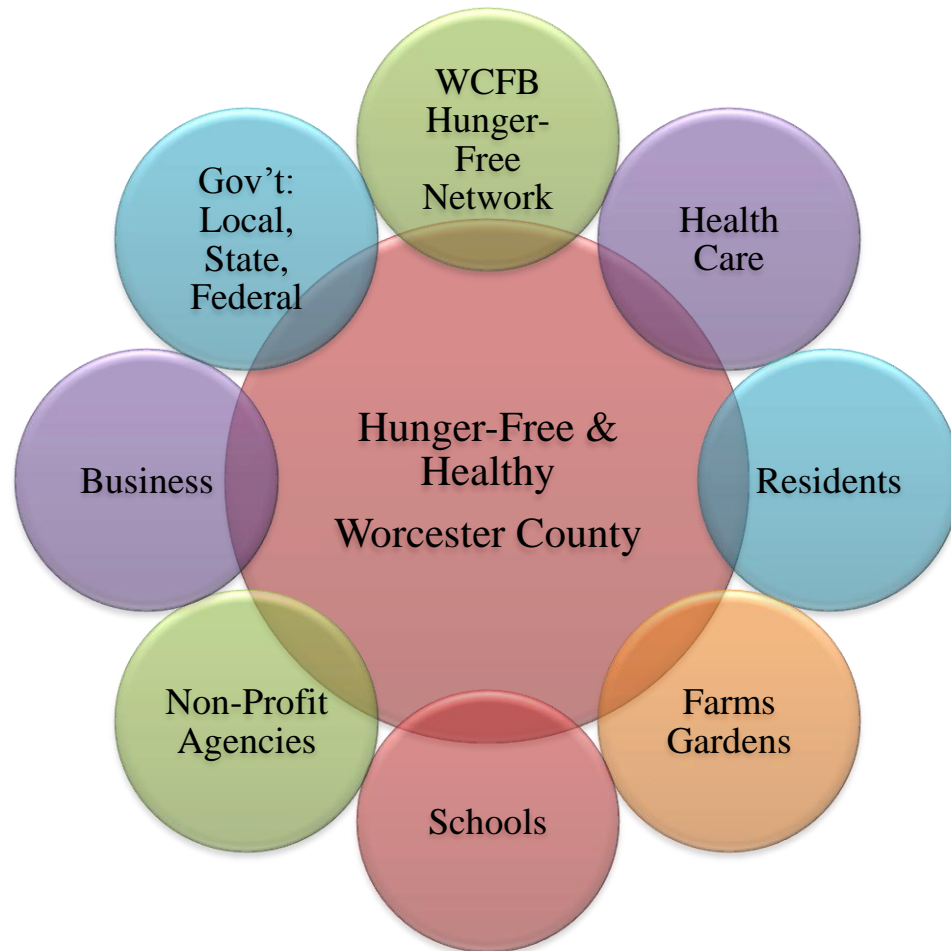 WCFB
Hunger-
Free
Network
Health
Care
Residents
Farms
Gardens
Schools
Non-Profit
Agencies
Business
Gov’t:
Local,
State,
Federal
Hunger-Free &
Healthy
Worcester County